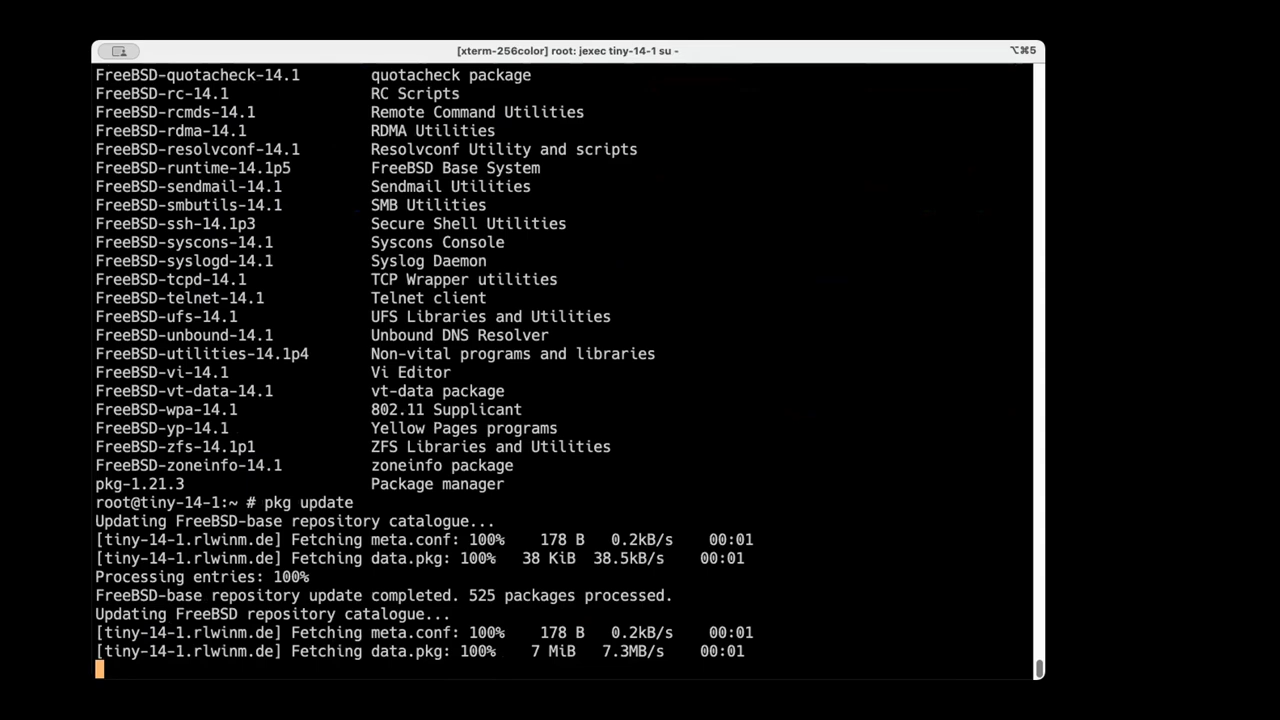 [xterm-256color] root: jexec tiny-14-1 su -
⌥⌘5
FreeBSD-quotacheck-14.1 quotacheck package
FreeBSD-rc-14.1 RC Scripts
FreeBSD-rcmds-14.1 Remote Command Utilities
FreeBSD-rdma-14.1 RDMA Utilities
FreeBSD-resolvconf-14.1 Resolvconf Utility and scripts
FreeBSD-runtime-14.1p5 FreeBSD Base System
FreeBSD-sendmail-14.1 Sendmail Utilities
FreeBSD-smbutils-14.1 SMB Utilities
FreeBSD-ssh-14.1p3 Secure Shell Utilities
FreeBSD-syscons-14.1 Syscons Console
FreeBSD-syslogd-14.1 Syslog Daemon
FreeBSD-tcpd-14.1 TCP Wrapper utilities
FreeBSD-telnet-14.1 Telnet client
FreeBSD-ufs-14.1 UFS Libraries and Utilities
FreeBSD-unbound-14.1 Unbound DNS Resolver
FreeBSD-utilities-14.1p4 Non-vital programs and libraries
FreeBSD-vi-14.1 Vi Editor
FreeBSD-vt-data-14.1 vt-data package
FreeBSD-wpa-14.1 802.11 Supplicant
FreeBSD-yp-14.1 Yellow Pages programs
FreeBSD-zfs-14.1p1 ZFS Libraries and Utilities
FreeBSD-zoneinfo-14.1 zoneinfo package
pkg-1.21.3 Package manager
root@tiny-14-1:~ # pkg update
Updating FreeBSD-base repository catalogue...
[tiny-14-1.rlwinm.de] Fetching meta.conf: 100% 178 B 0.2kB/s 00:01
[tiny-14-1.rlwinm.de] Fetching data.pkg: 100% 38 KiB 38.5kB/s 00:01
Processing entries: 100%
FreeBSD-base repository update completed. 525 packages processed.
Updating FreeBSD repository catalogue...
[tiny-14-1.rlwinm.de] Fetching meta.conf: 100% 178 B 0.2kB/s 00:01
[tiny-14-1.rlwinm.de] Fetching data.pkg: 100% 7 MiB 7.3MB/s 00:01